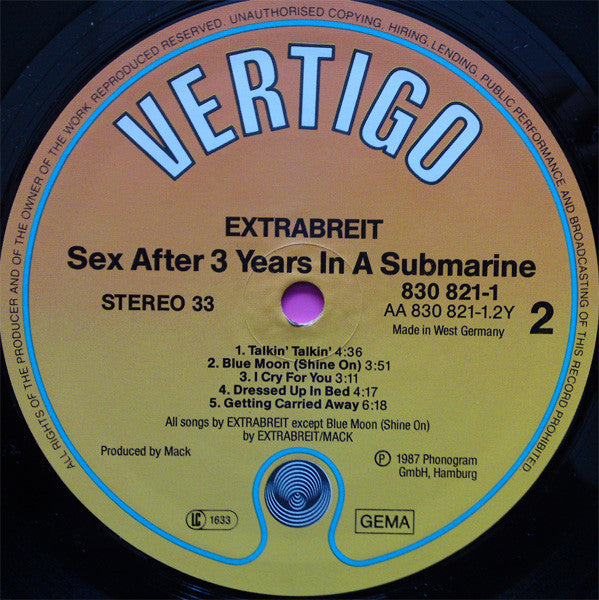 ALL RIGHTS OF THE PRODUCER AND OF THE OWNER OF THE WORK REPRODUCED RESERVED. UNAUTHORISED COPYING, HIRING, LENDING, PUBLIC PERFORMANCE AND BROADCASTING OF THIS RECORD PROHIBITED
VERTIGO
EXTRABREIT
Sex After 3 Years In A Submarine
STEREO 33
830 821-1
AA 830 821-1.2Y
2
Made in West Germany
1. Talkin' Talkin' 4:36
2. Blue Moon (Shine On) 3:51
3. I Cry For You 3:11
4. Dressed Up In Bed 4:17
5. Getting Carried Away 6:18
All songs by EXTRABREIT except Blue Moon (Shine On)
by EXTRABREIT/MACK
Produced by Mack
Ⓟ 1987 Phonogram
GmbH, Hamburg
LC 1633
GEMA